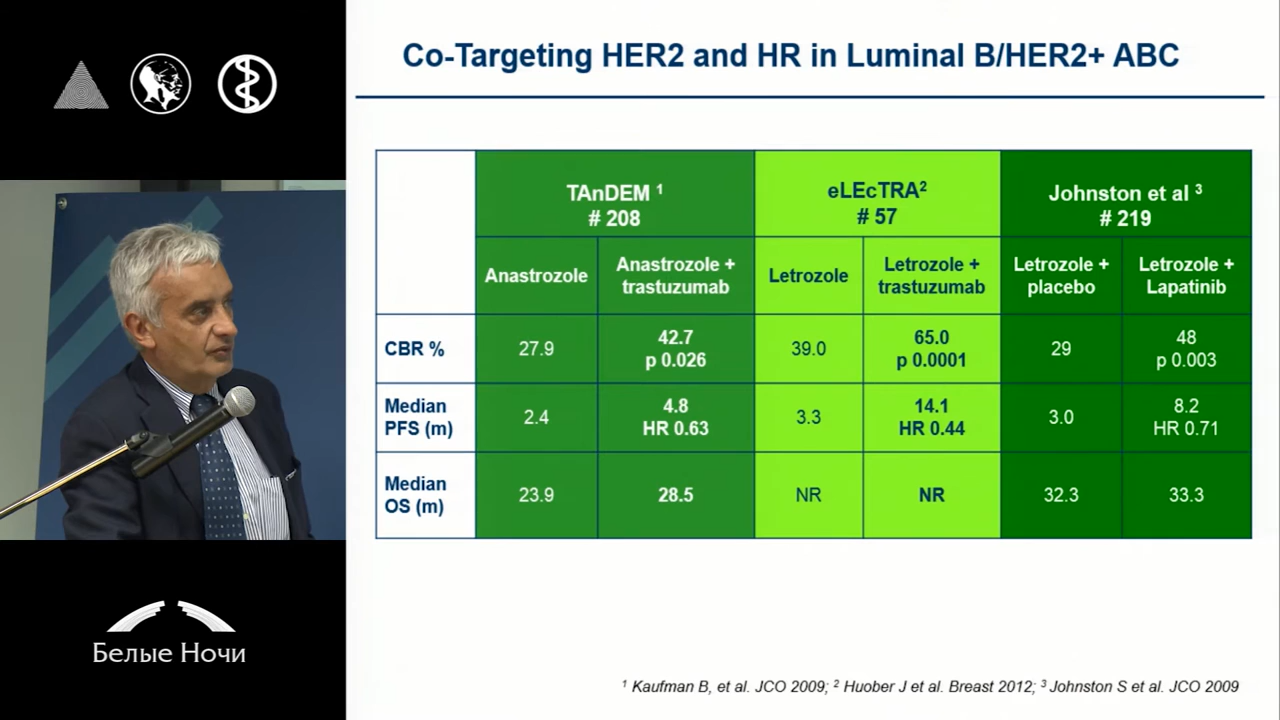 Co-Targeting HER2 and HR in Luminal B/HER2+ ABC
TAnDEM ¹
# 208
eLEcTRA²
# 57
Johnston et al ³
# 219
Anastrozole
Anastrozole +
trastuzumab
Letrozole
Letrozole +
trastuzumab
Letrozole +
placebo
Letrozole +
Lapatinib
CBR %
27.9
42.7
p 0.026
39.0
65.0
p 0.0001
29
48
p 0.003
Median
PFS (m)
2.4
4.8
HR 0.63
3.3
14.1
HR 0.44
3.0
8.2
HR 0.71
Median
OS (m)
23.9
28.5
NR
NR
32.3
33.3
¹ Kaufman B, et al. JCO 2009; ² Huober J et al. Breast 2012; ³ Johnston S et al. JCO 2009
Белые Ночи